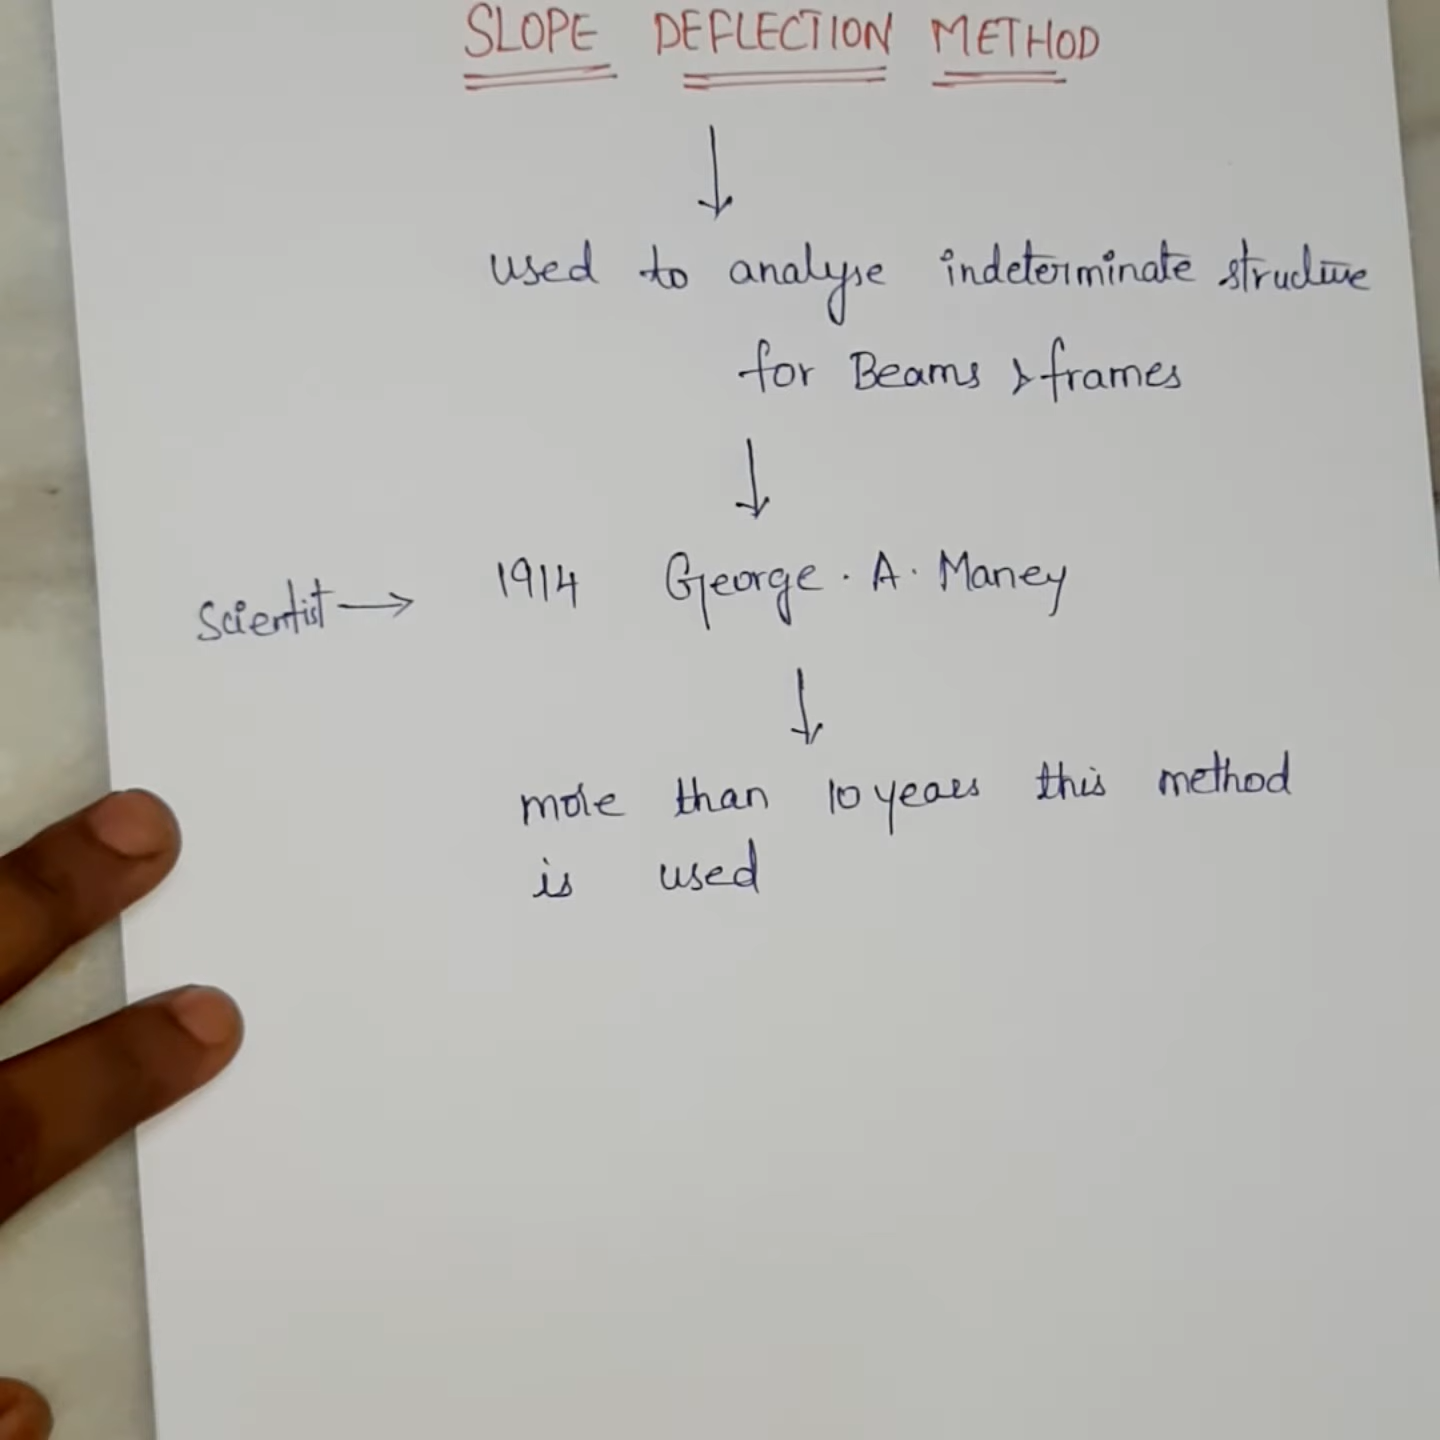 SLOPE DEFLECTION METHOD
used to analyse indeterminate structure
for Beams & frames
Scientist → 1914 George. A. Maney
more than 10 years this method
is used